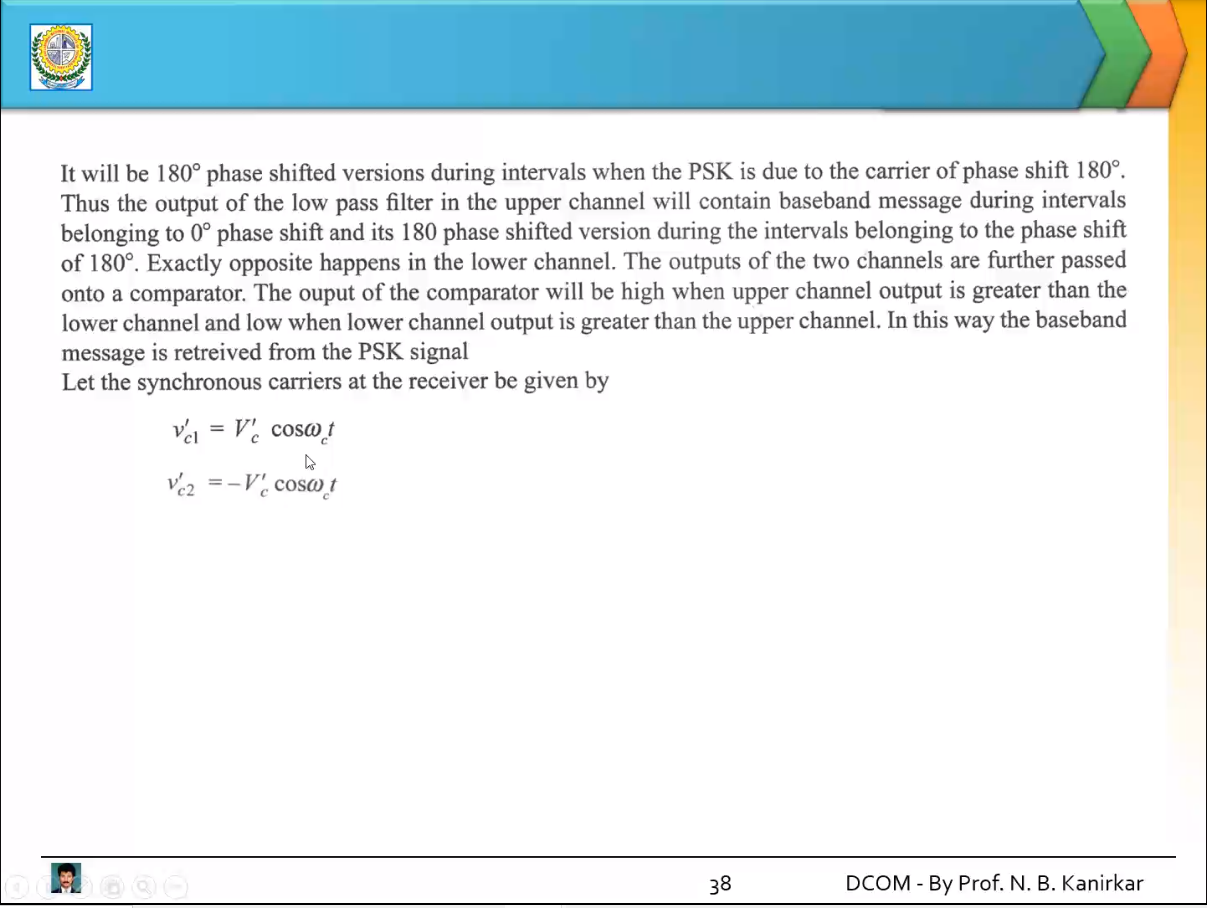 It will be 180° phase shifted versions during intervals when the PSK is due to the carrier of phase shift 180°.
Thus the output of the low pass filter in the upper channel will contain baseband message during intervals
belonging to 0° phase shift and its 180 phase shifted version during the intervals belonging to the phase shift
of 180°. Exactly opposite happens in the lower channel. The outputs of the two channels are further passed
onto a comparator. The ouput of the comparator will be high when upper channel output is greater than the
lower channel and low when lower channel output is greater than the upper channel. In this way the baseband
message is retreived from the PSK signal
Let the synchronous carriers at the receiver be given by
v′c1 = V′c cosωct
v′c2 = –V′c cosωct
38
DCOM - By Prof. N. B. Kanirkar